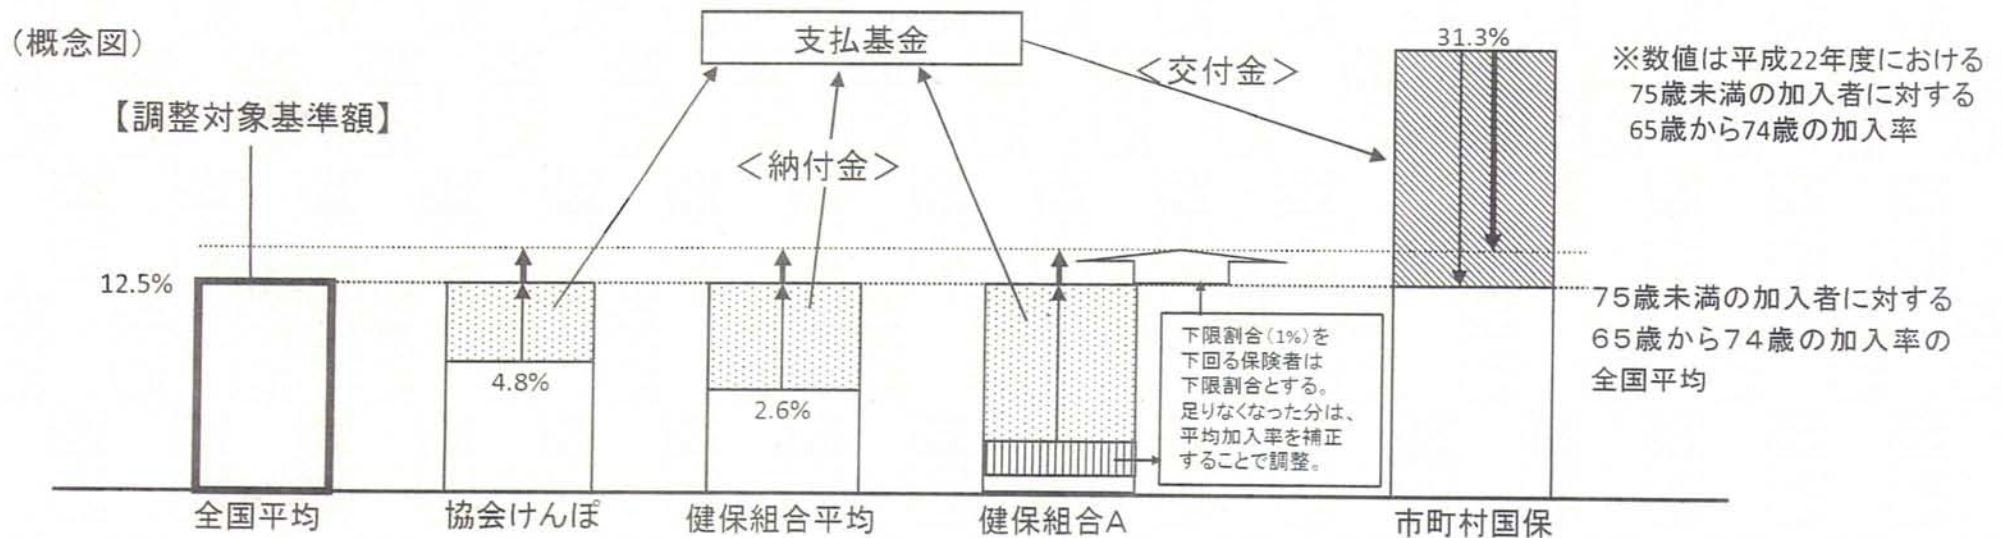 (概念図)
支払基金
31.3%
<交付金>
※数値は平成22年度における
75歳未満の加入者に対する
65歳から74歳の加入率
【調整対象基準額】
<納付金>
12.5%
4.8%
2.6%
下限割合(1%)を
下回る保険者は
下限割合とする。
足りなくなった分は、
平均加入率を補正
することで調整。
75歳未満の加入者に対する
65歳から74歳の加入率の
全国平均
全国平均
協会けんぽ
健保組合平均
健保組合A
市町村国保